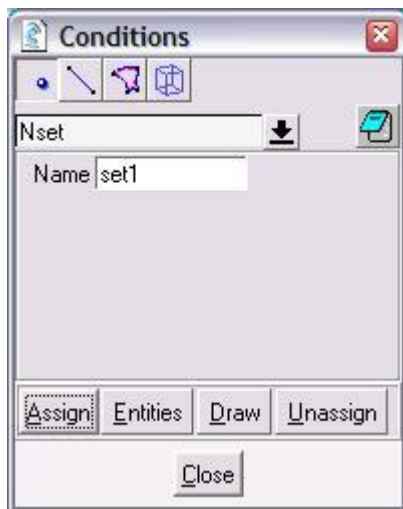 Conditions
Nset
Name set1
Assign Entities Draw Unassign
Close